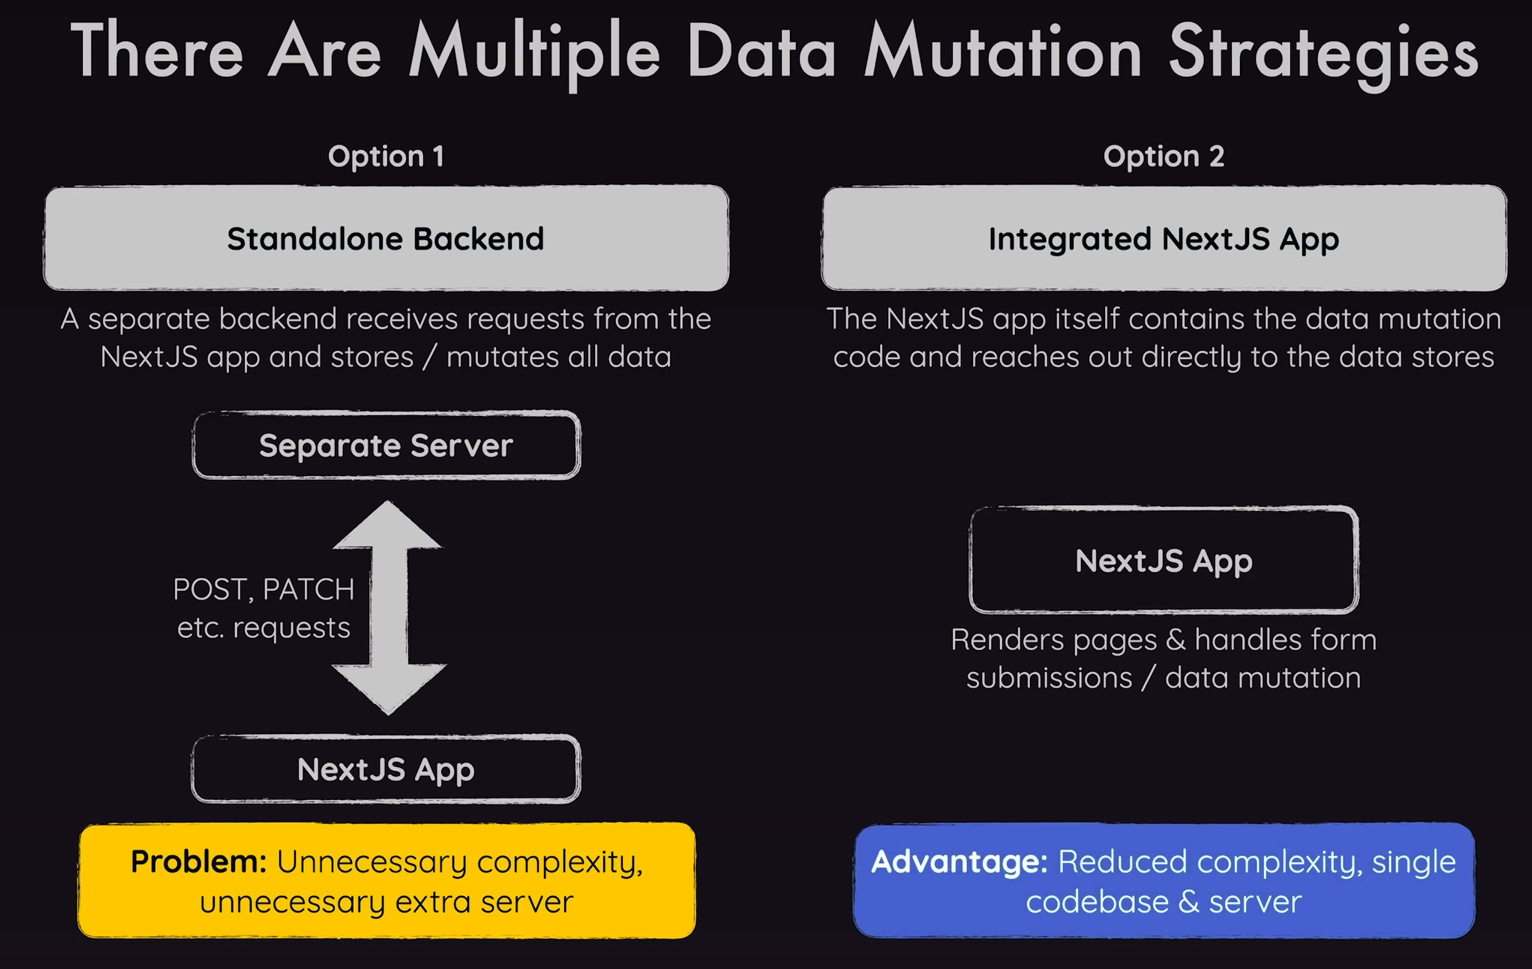 There Are Multiple Data Mutation Strategies
Option 1
Standalone Backend
A separate backend receives requests from the
NextJS app and stores / mutates all data
Separate Server
POST, PATCH
etc. requests
NextJS App
Problem: Unnecessary complexity,
unnecessary extra server
Option 2
Integrated NextJS App
The NextJS app itself contains the data mutation
code and reaches out directly to the data stores
NextJS App
Renders pages & handles form
submissions / data mutation
Advantage: Reduced complexity, single
codebase & server